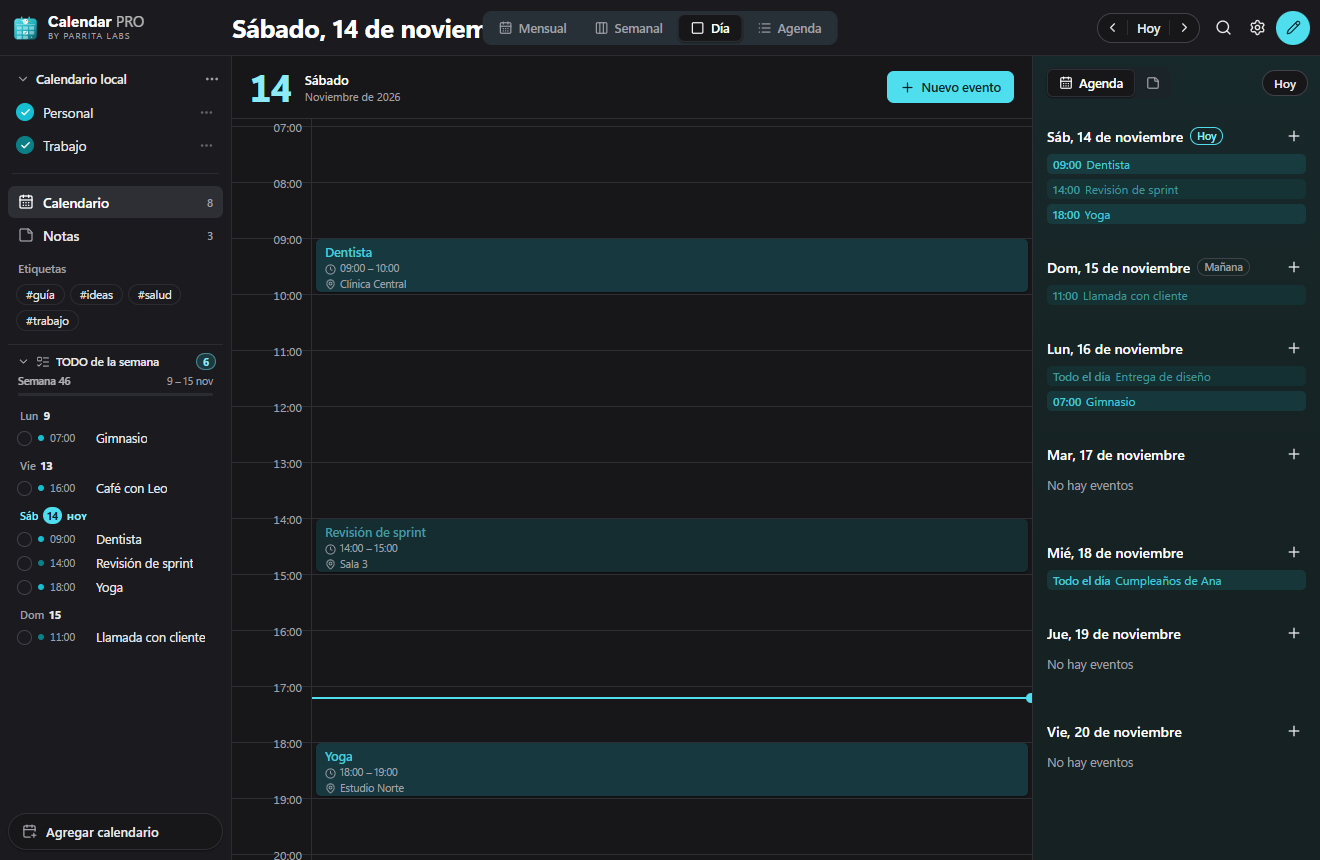 Calendar PRO
BY PARRITA LABS
Sábado, 14 de noviem
Mensual
Semanal
Día
Agenda
Hoy
Calendario local
Personal
Trabajo
Calendario 8
Notas 3
Etiquetas
#guía #ideas #salud
#trabajo
TODO de la semana 6
Semana 46 9 – 15 nov
Lun 9
07:00 Gimnasio
Vie 13
16:00 Café con Leo
Sáb 14 HOY
09:00 Dentista
14:00 Revisión de sprint
18:00 Yoga
Dom 15
11:00 Llamada con cliente
Agregar calendario
14
Sábado
Noviembre de 2026
Nuevo evento
07:00
08:00
09:00
Dentista
09:00 – 10:00
Clínica Central
10:00
11:00
12:00
13:00
14:00
Revisión de sprint
14:00 – 15:00
Sala 3
15:00
16:00
17:00
18:00
Yoga
18:00 – 19:00
Estudio Norte
19:00
20:00
Agenda
Hoy
Sáb, 14 de noviembre Hoy
09:00 Dentista
14:00 Revisión de sprint
18:00 Yoga
Dom, 15 de noviembre Mañana
11:00 Llamada con cliente
Lun, 16 de noviembre
Todo el día Entrega de diseño
07:00 Gimnasio
Mar, 17 de noviembre
No hay eventos
Mié, 18 de noviembre
Todo el día Cumpleaños de Ana
Jue, 19 de noviembre
No hay eventos
Vie, 20 de noviembre
No hay eventos